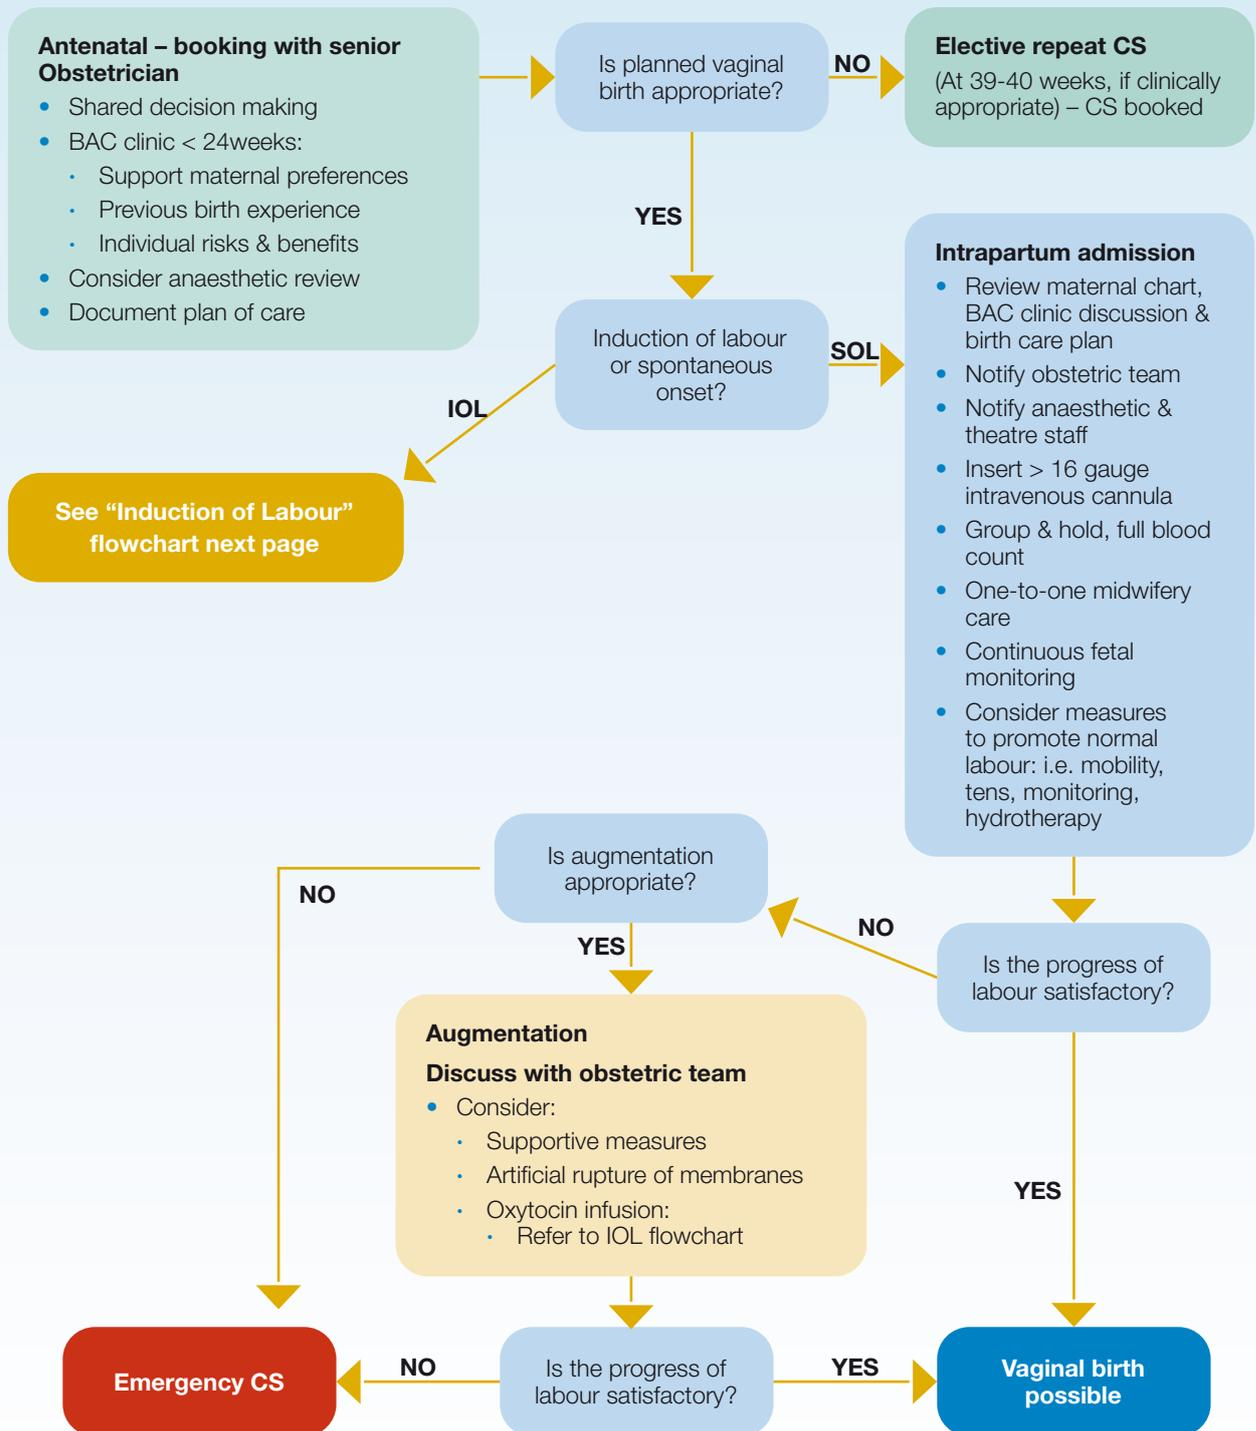 Antenatal – booking with senior
Obstetrician
• Shared decision making
• BAC clinic < 24weeks:
• Support maternal preferences
• Previous birth experience
• Individual risks & benefits
• Consider anaesthetic review
• Document plan of care
Is planned vaginal
birth appropriate?
NO
Elective repeat CS
(At 39-40 weeks, if clinically
appropriate) – CS booked
YES
Induction of labour
or spontaneous
onset?
SOL
IOL
See “Induction of Labour”
flowchart next page
Intrapartum admission
• Review maternal chart,
BAC clinic discussion &
birth care plan
• Notify obstetric team
• Notify anaesthetic &
theatre staff
• Insert > 16 gauge
intravenous cannula
• Group & hold, full blood
count
• One-to-one midwifery
care
• Continuous fetal
monitoring
• Consider measures
to promote normal
labour: i.e. mobility,
tens, monitoring,
hydrotherapy
Is the progress of
labour satisfactory?
NO
Is augmentation
appropriate?
NO
YES
Augmentation
Discuss with obstetric team
• Consider:
• Supportive measures
• Artificial rupture of membranes
• Oxytocin infusion:
• Refer to IOL flowchart
YES
Emergency CS
NO
Is the progress of
labour satisfactory?
YES
Vaginal birth
possible